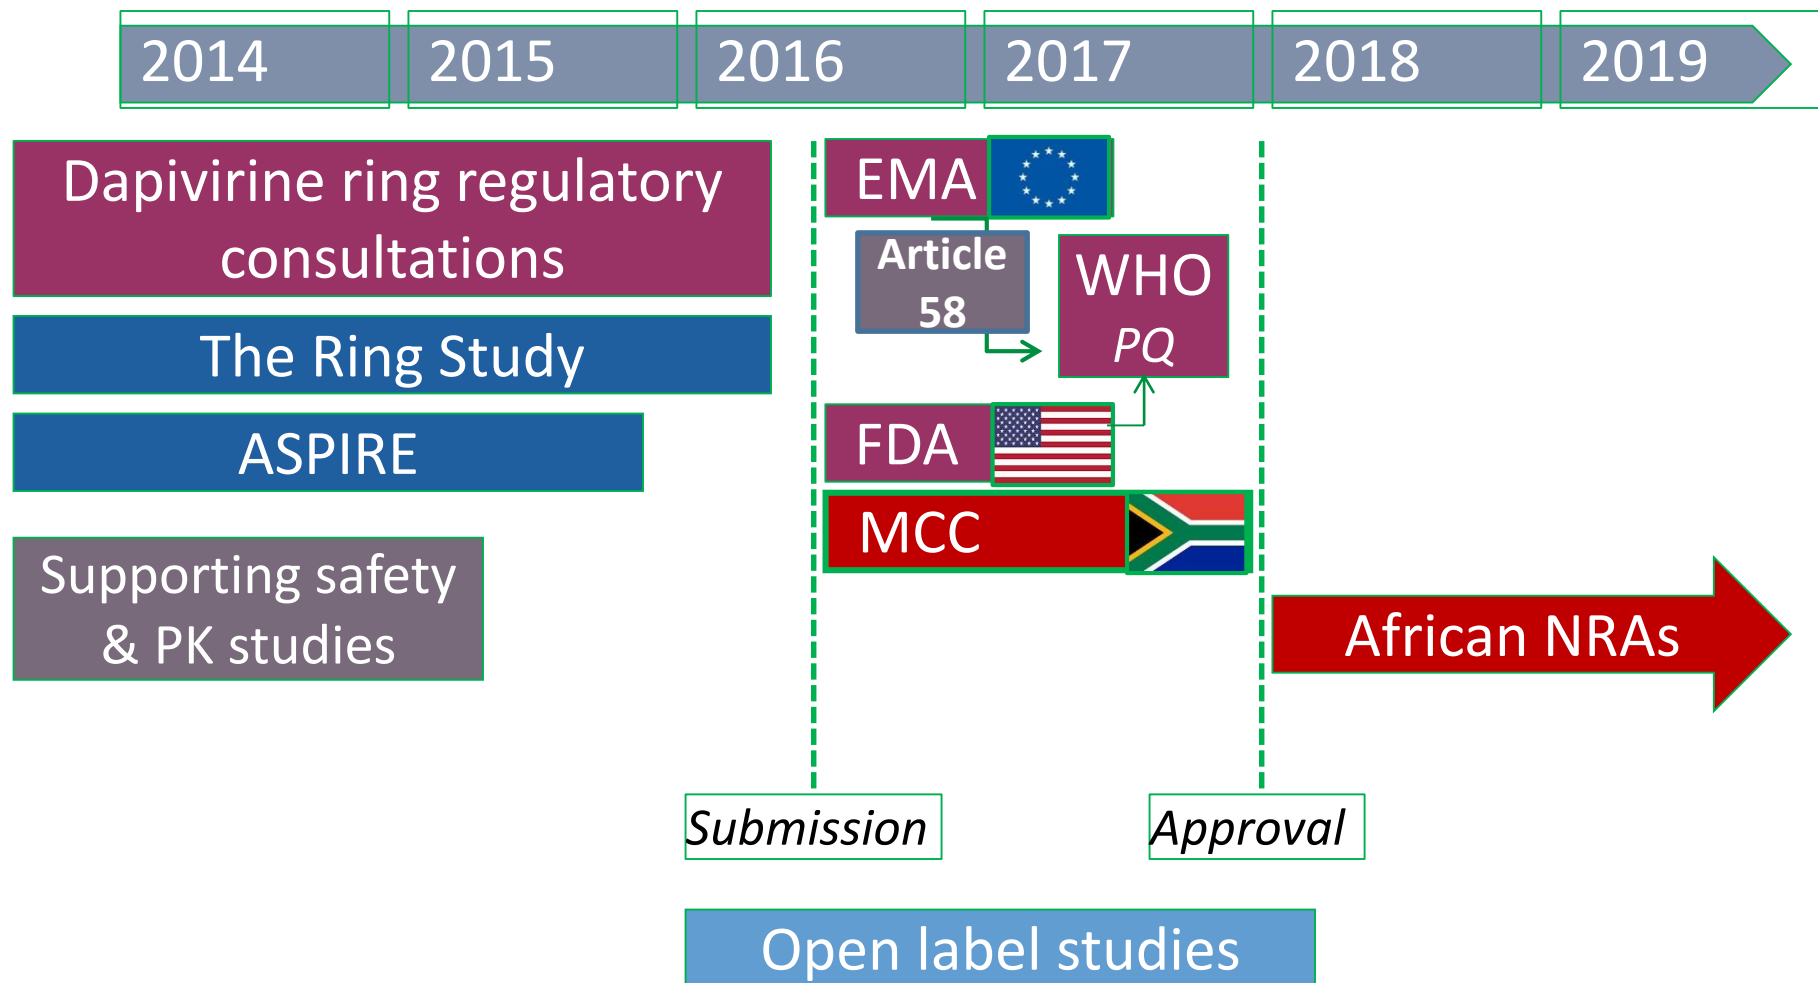 2014 2015 2016 2017 2018 2019
Dapivirine ring regulatory
consultations
The Ring Study
ASPIRE
Supporting safety
& PK studies
EMA
Article
58
WHO
PQ
FDA
MCC
African NRAs
Submission
Approval
Open label studies